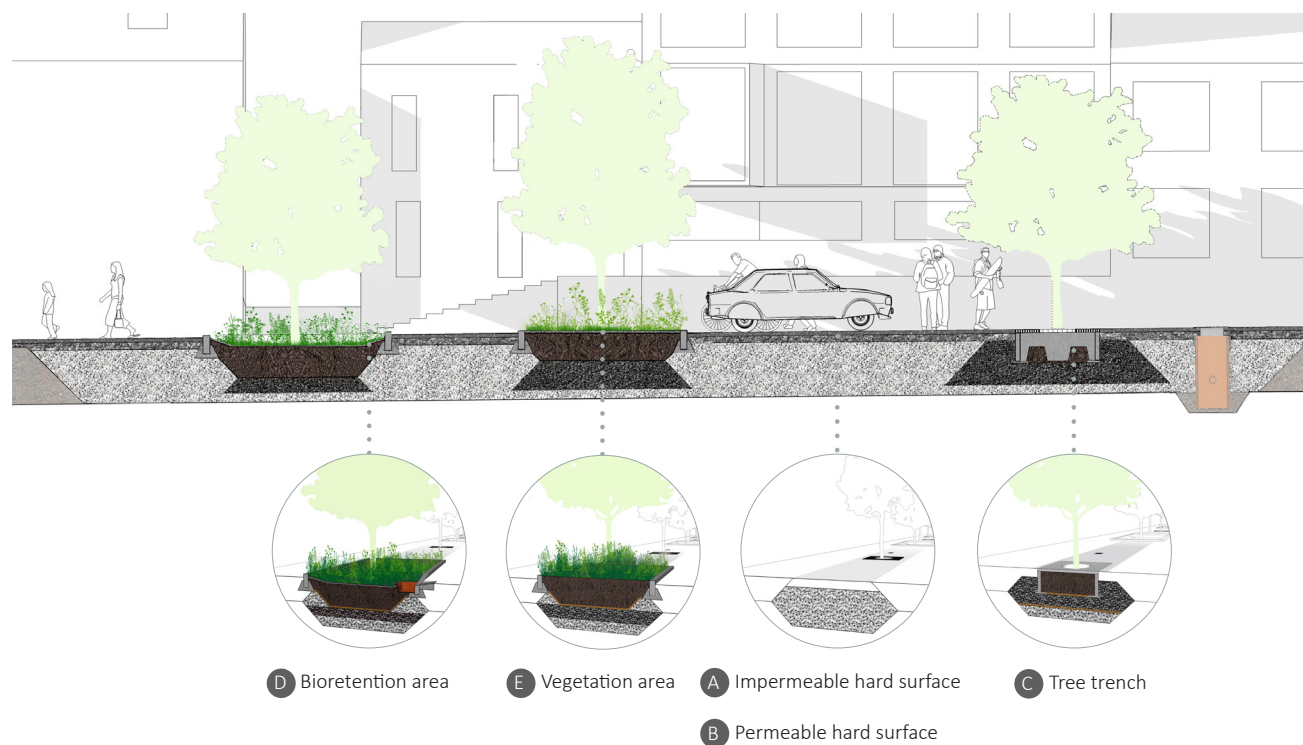 D Bioretention area
E Vegetation area
A Impermeable hard surface
C Tree trench
B Permeable hard surface